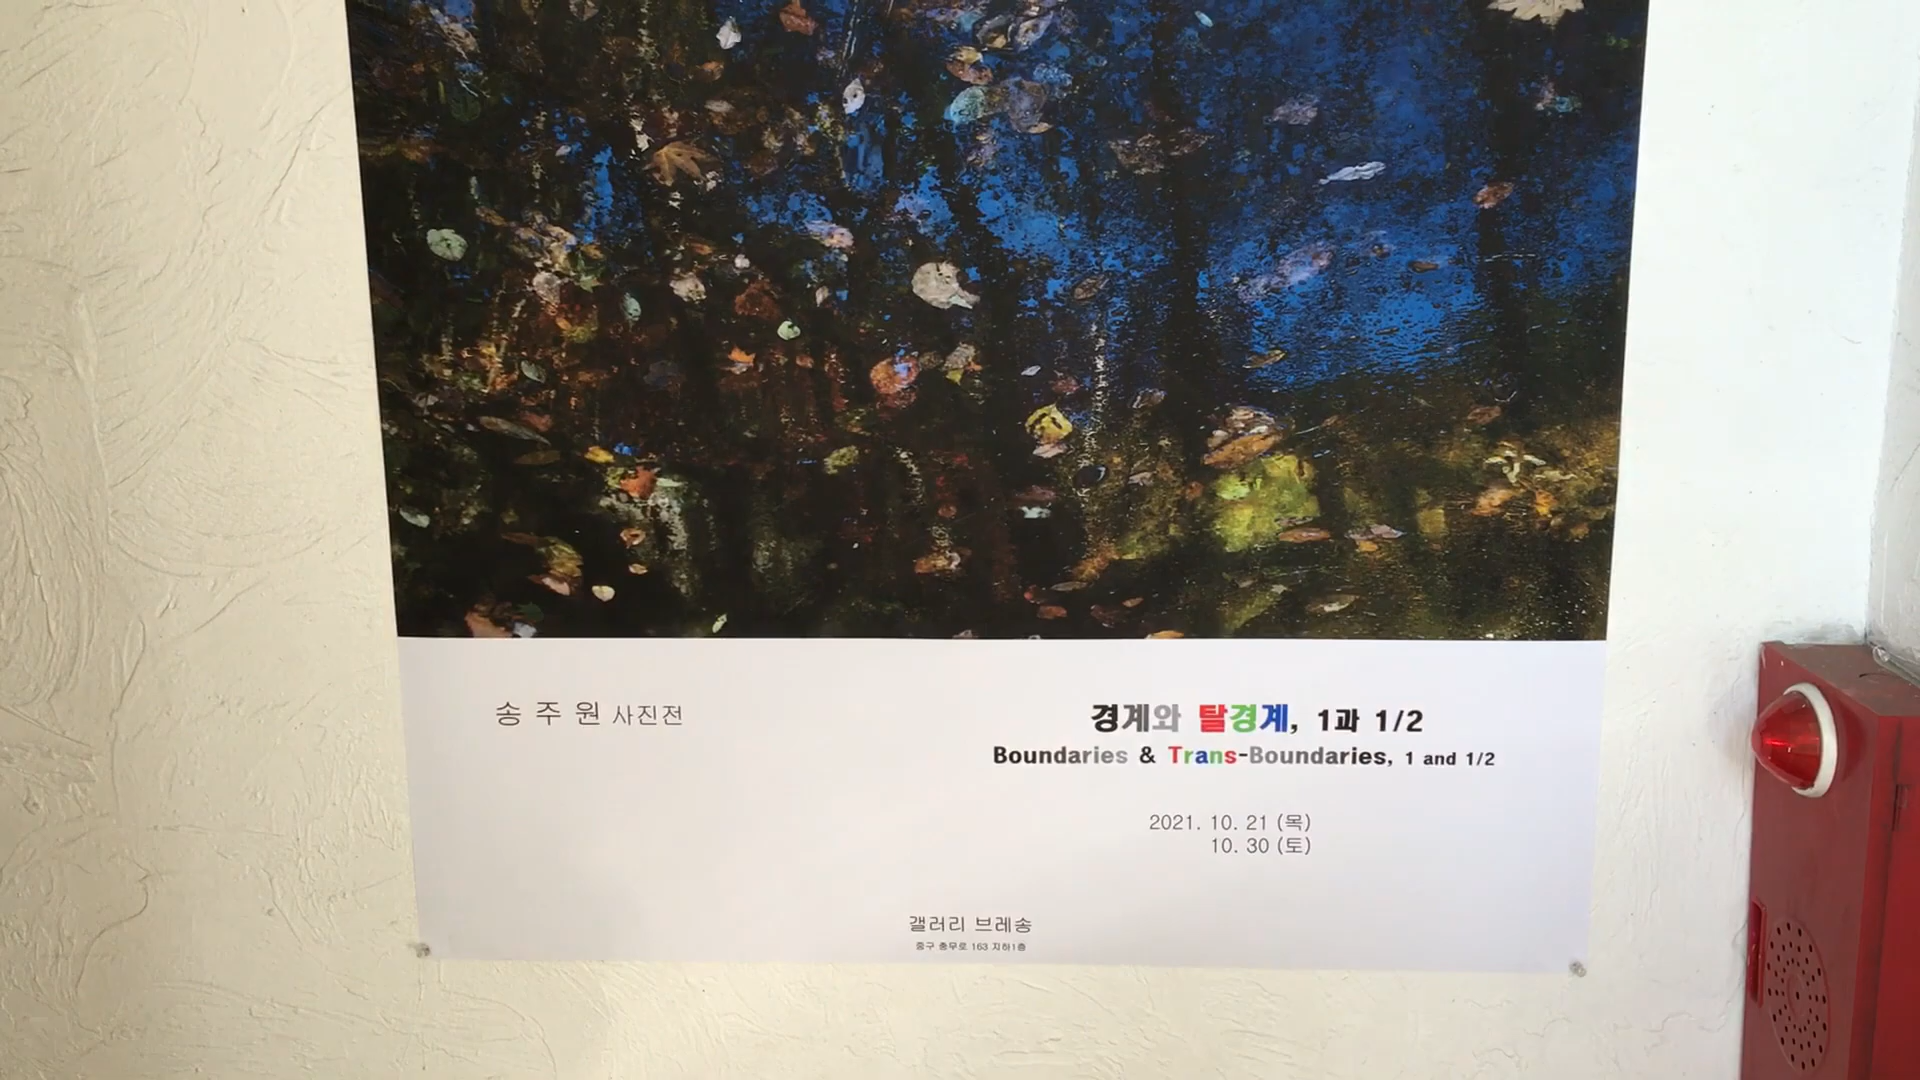 송 주 원 사진전
경계와 탈경계, 1과 1/2
Boundaries & Trans-Boundaries, 1 and 1/2
2021. 10. 21 (목)
10. 30 (토)
갤러리 브레송
중구 충무로 163 지하1층